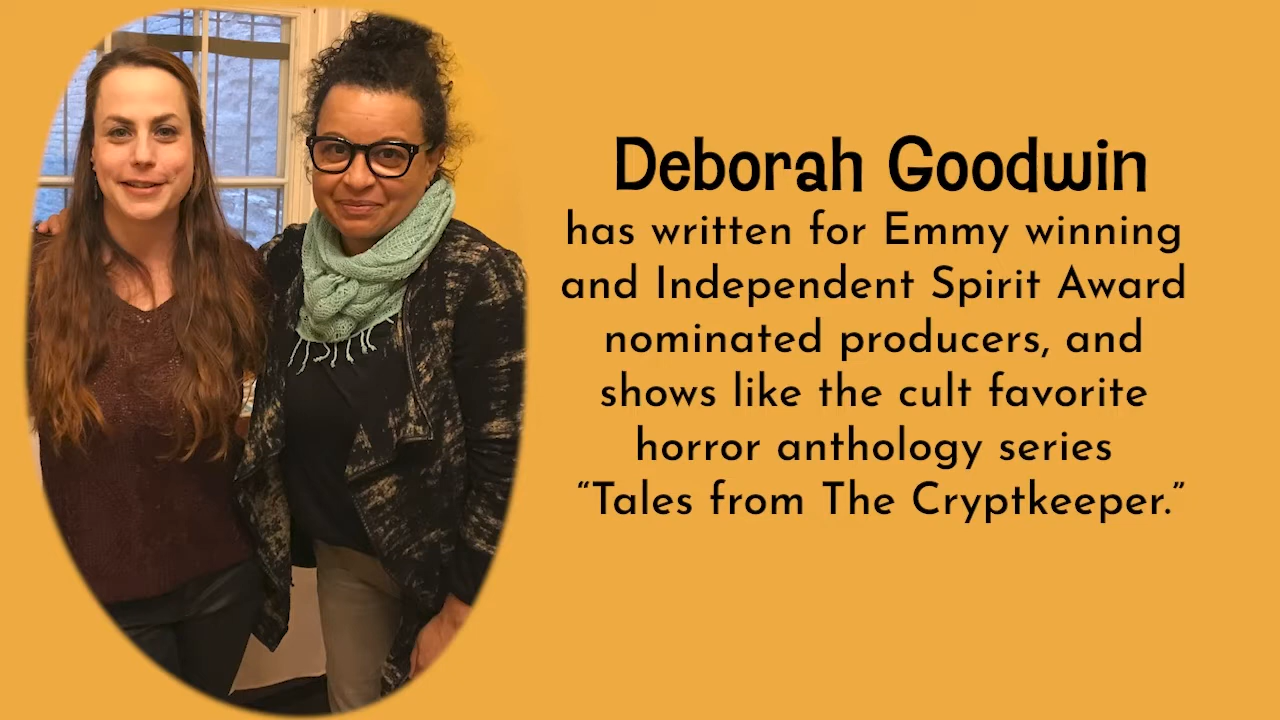 Deborah Goodwin
has written for Emmy winning
and Independent Spirit Award
nominated producers, and
shows like the cult favorite
horror anthology series
“Tales from The Cryptkeeper.”